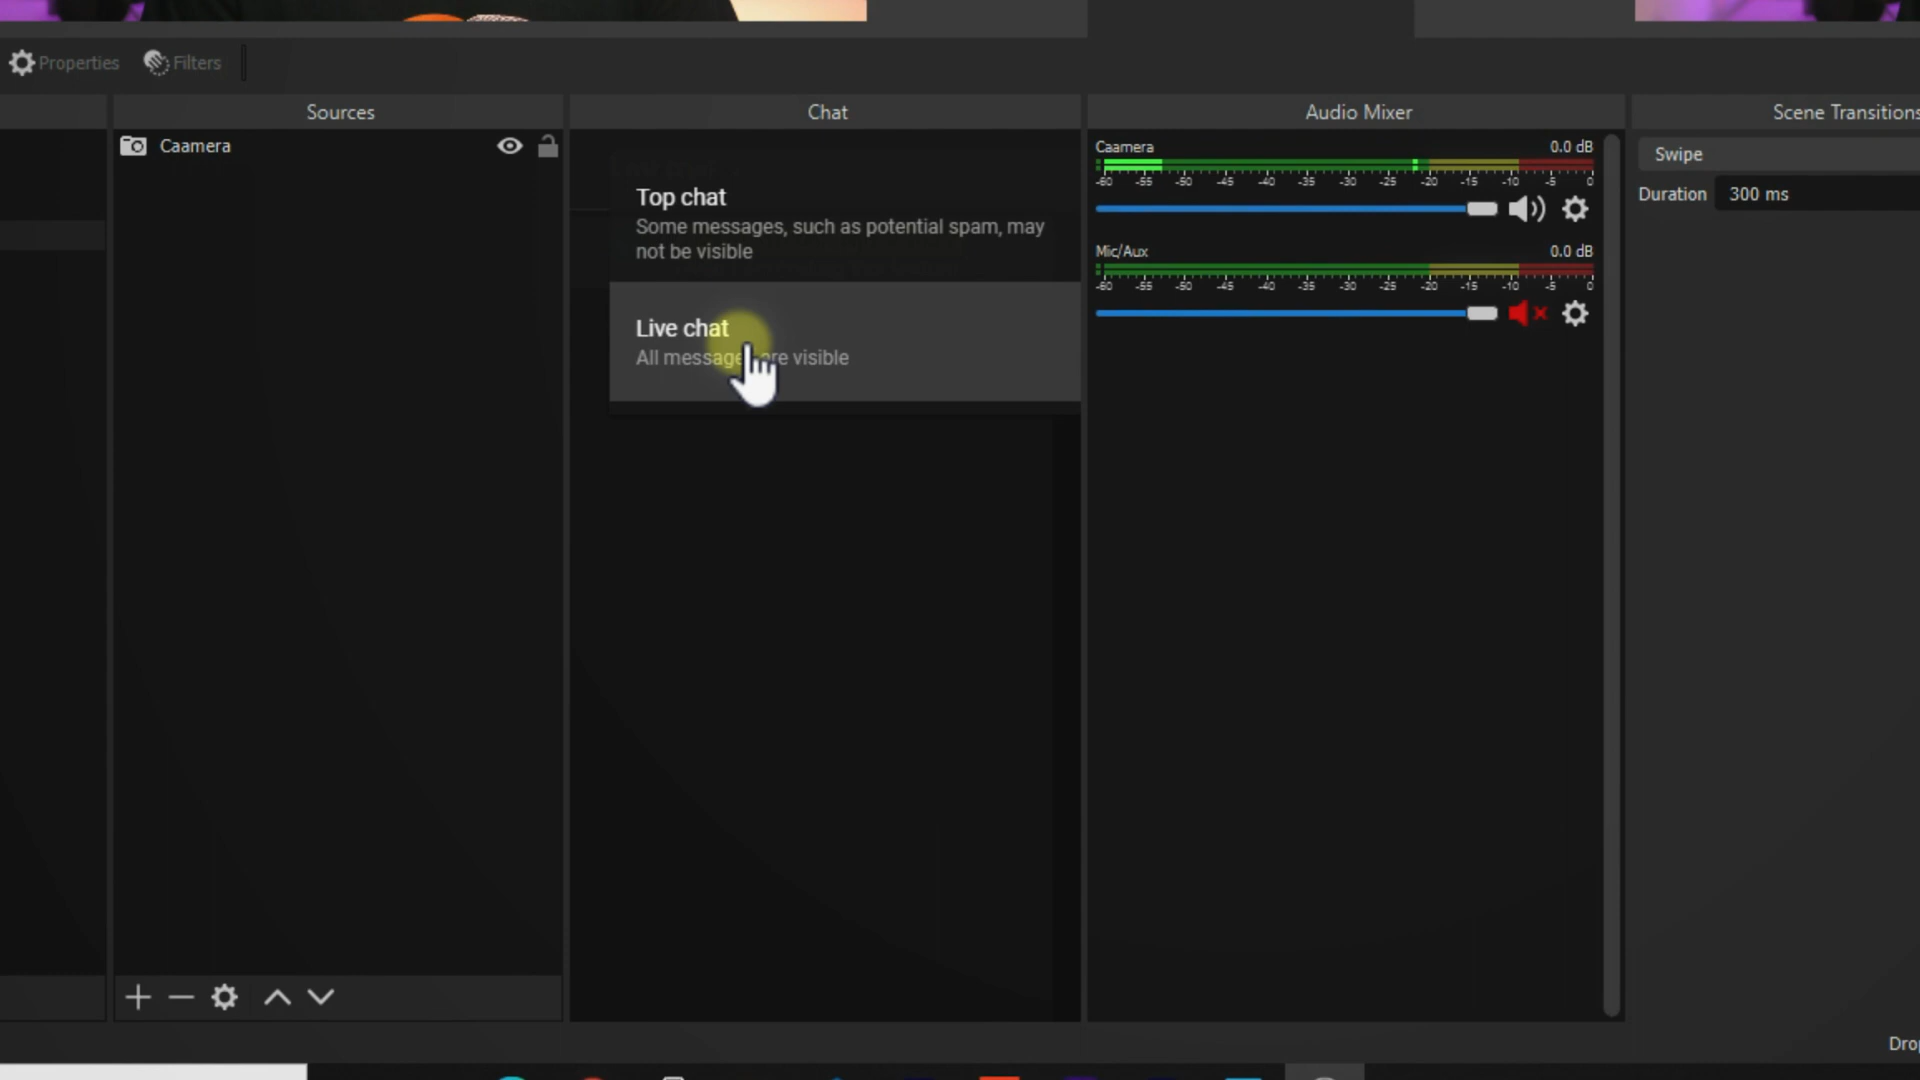 Properties
Filters
Sources
Chat
Audio Mixer
Scene Transitions
Caamera
Top chat
Some messages, such as potential spam, may
not be visible
Live chat
All messages are visible
Caamera
0.0 dB
-60 -55 -50 -45 -40 -35 -30 -25 -20 -15 -10 -5 0
Mic/Aux
0.0 dB
-60 -55 -50 -45 -40 -35 -30 -25 -20 -15 -10 -5 0
Swipe
Duration
300 ms
Drop